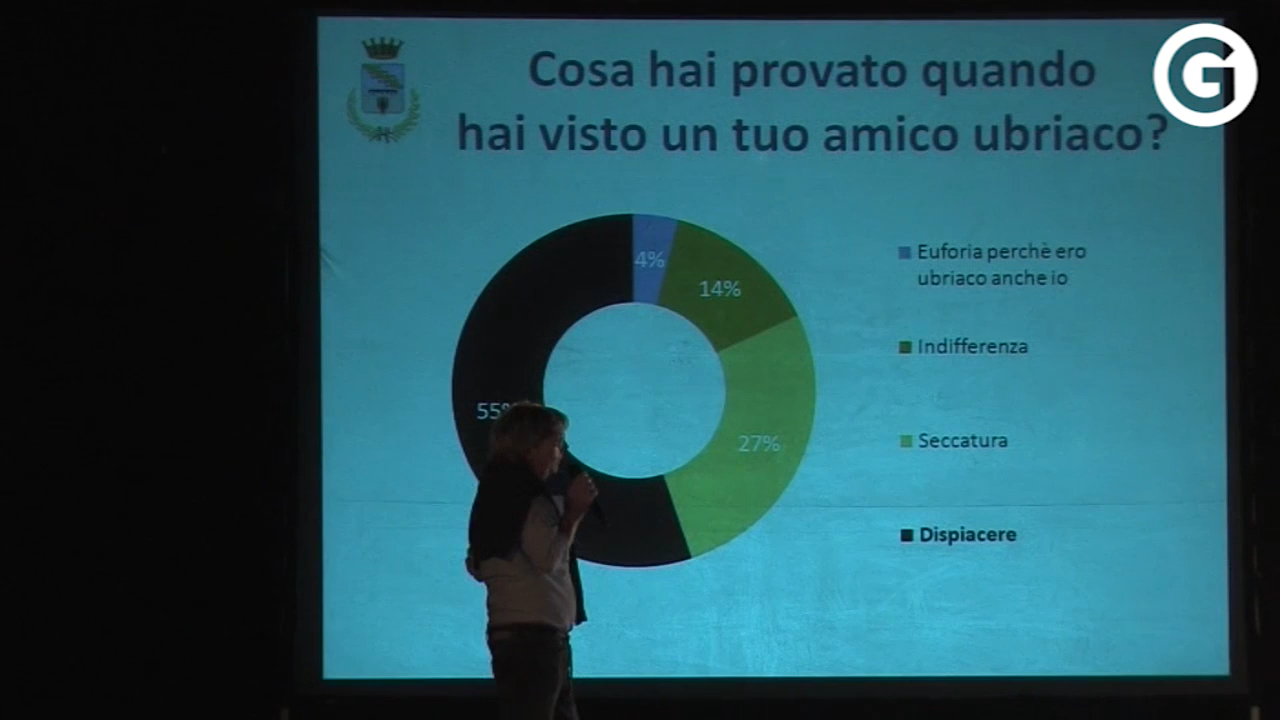 Cosa hai provato quando
hai visto un tuo amico ubriaco?
4%
14%
27%
55%
Euforia perchè ero
ubriaco anche io
Indifferenza
Seccatura
Dispiacere
G